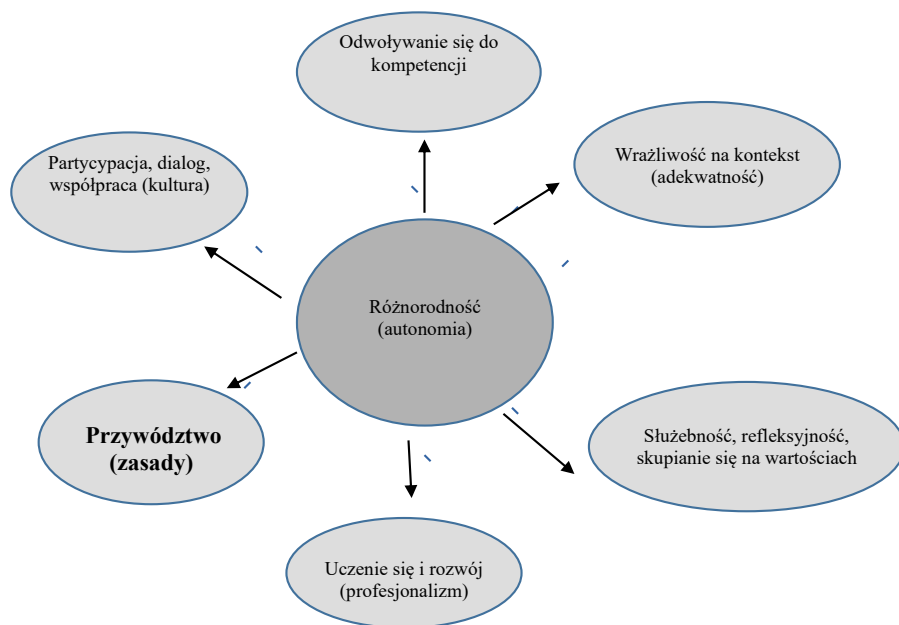 Odwoływanie się do
kompetencji
Partycypacja, dialog,
współpraca (kultura)
Wrażliwość na kontekst
(adekwatność)
Różnorodność
(autonomia)
Przywództwo
(zasady)
Służebność, refleksyjność,
skupianie się na wartościach
Uczenie się i rozwój
(profesjonalizm)